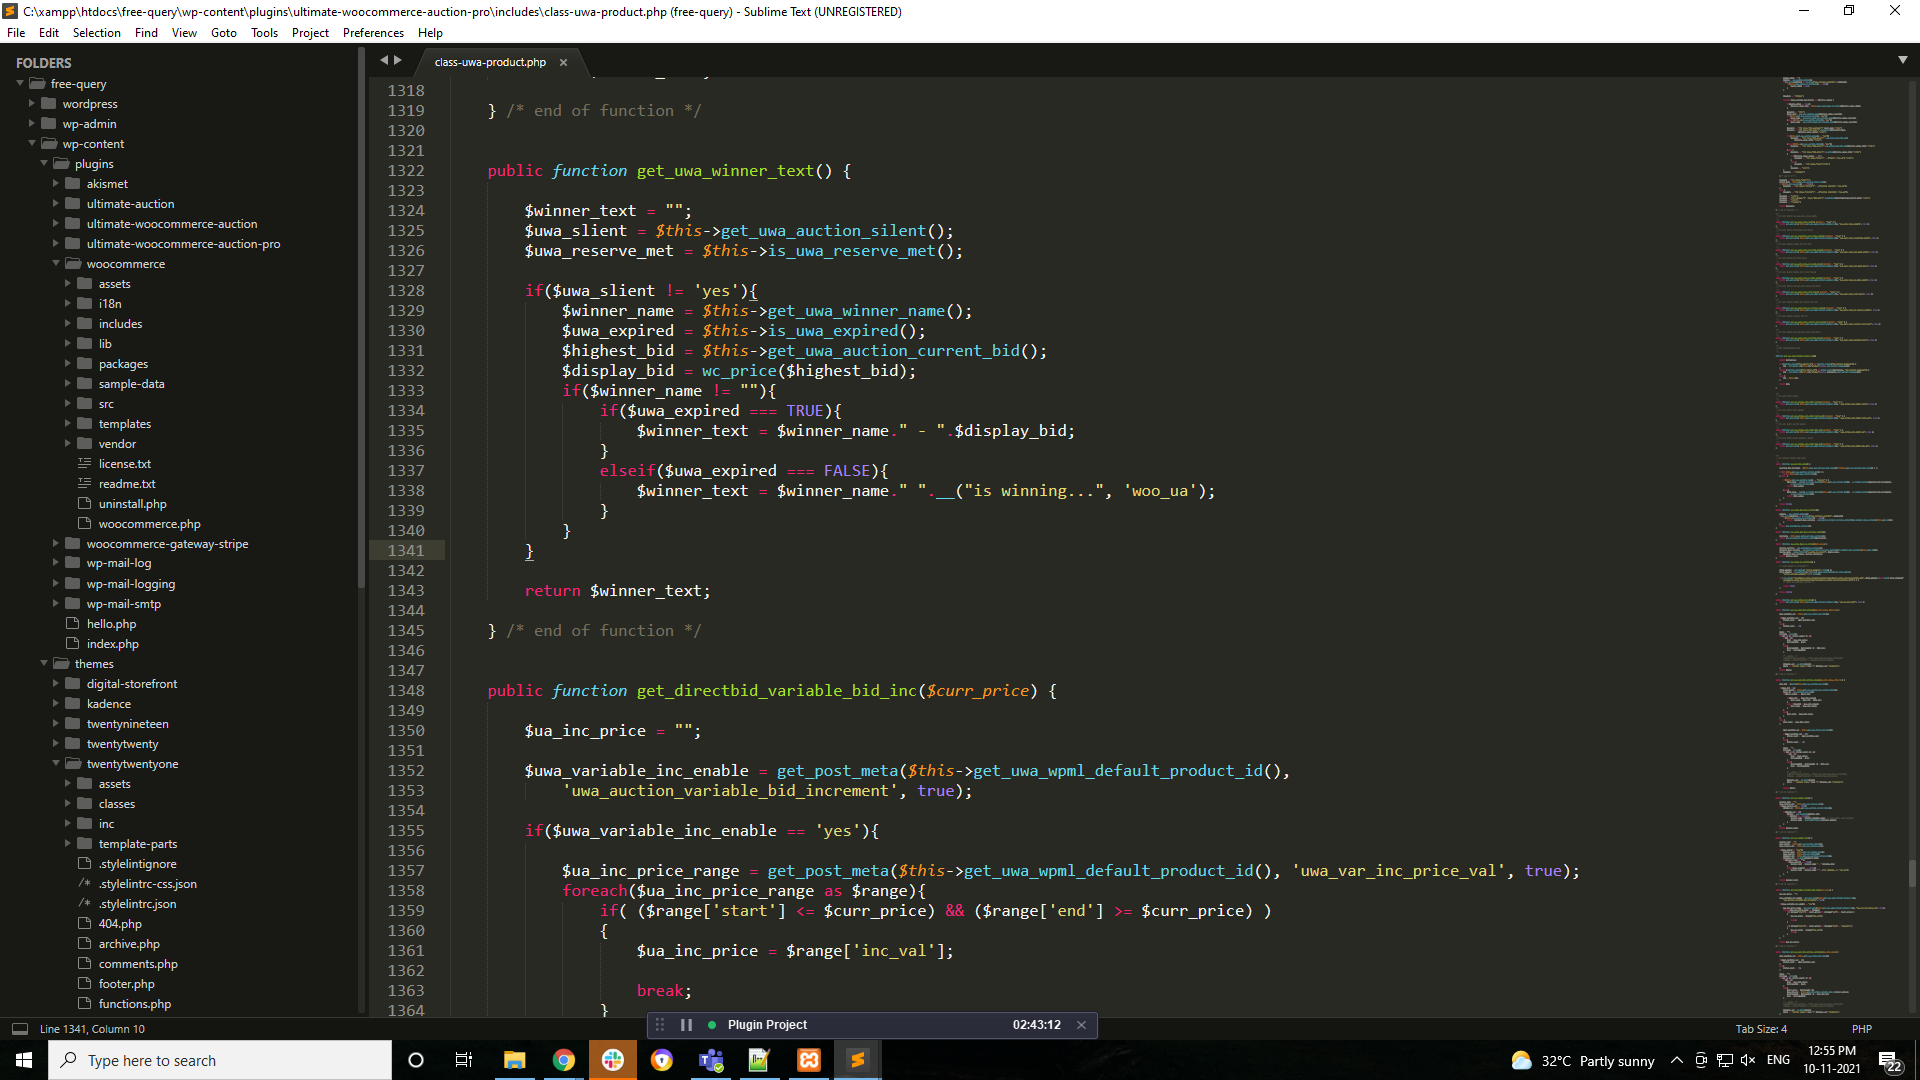 C:\xampp\htdocs\free-query\wp-content\plugins\ultimate-woocommerce-auction-pro\includes\class-uwa-product.php (free-query) - Sublime Text (UNREGISTERED)
File Edit Selection Find View Goto Tools Project Preferences Help
FOLDERS
free-query
wordpress
wp-admin
wp-content
plugins
akismet
ultimate-auction
ultimate-woocommerce-auction
ultimate-woocommerce-auction-pro
woocommerce
assets
i18n
includes
lib
packages
sample-data
src
templates
vendor
license.txt
readme.txt
uninstall.php
woocommerce.php
woocommerce-gateway-stripe
wp-mail-log
wp-mail-logging
wp-mail-smtp
hello.php
index.php
themes
digital-storefront
kadence
twentynineteen
twentytwenty
twentytwentyone
assets
classes
inc
template-parts
.stylelintignore
/* .stylelintrc-css.json
/* .stylelintrc.json
404.php
archive.php
comments.php
footer.php
functions.php
class-uwa-product.php
1318
1319 } /* end of function */
1320
1321
1322 public function get_uwa_winner_text() {
1323
1324 $winner_text = "";
1325 $uwa_slient = $this->get_uwa_auction_silent();
1326 $uwa_reserve_met = $this->is_uwa_reserve_met();
1327
1328 if($uwa_slient != 'yes'){
1329 $winner_name = $this->get_uwa_winner_name();
1330 $uwa_expired = $this->is_uwa_expired();
1331 $highest_bid = $this->get_uwa_auction_current_bid();
1332 $display_bid = wc_price($highest_bid);
1333 if($winner_name != ""){
1334 if($uwa_expired === TRUE){
1335 $winner_text = $winner_name." - ".$display_bid;
1336 }
1337 elseif($uwa_expired === FALSE){
1338 $winner_text = $winner_name." ".__("is winning...", 'woo_ua');
1339 }
1340 }
1341 }
1342
1343 return $winner_text;
1344
1345 } /* end of function */
1346
1347
1348 public function get_directbid_variable_bid_inc($curr_price) {
1349
1350 $ua_inc_price = "";
1351
1352 $uwa_variable_inc_enable = get_post_meta($this->get_uwa_wpml_default_product_id(),
1353 'uwa_auction_variable_bid_increment', true);
1354
1355 if($uwa_variable_inc_enable == 'yes'){
1356
1357 $ua_inc_price_range = get_post_meta($this->get_uwa_wpml_default_product_id(), 'uwa_var_inc_price_val', true);
1358 foreach($ua_inc_price_range as $range){
1359 if( ($range['start'] <= $curr_price) && ($range['end'] >= $curr_price) )
1360 {
1361 $ua_inc_price = $range['inc_val'];
1362
1363 break;
1364 }
Line 1341, Column 10
Plugin Project 02:43:12
Tab Size: 4 PHP
Type here to search
32°C Partly sunny
ENG
12:55 PM
10-11-2021
22